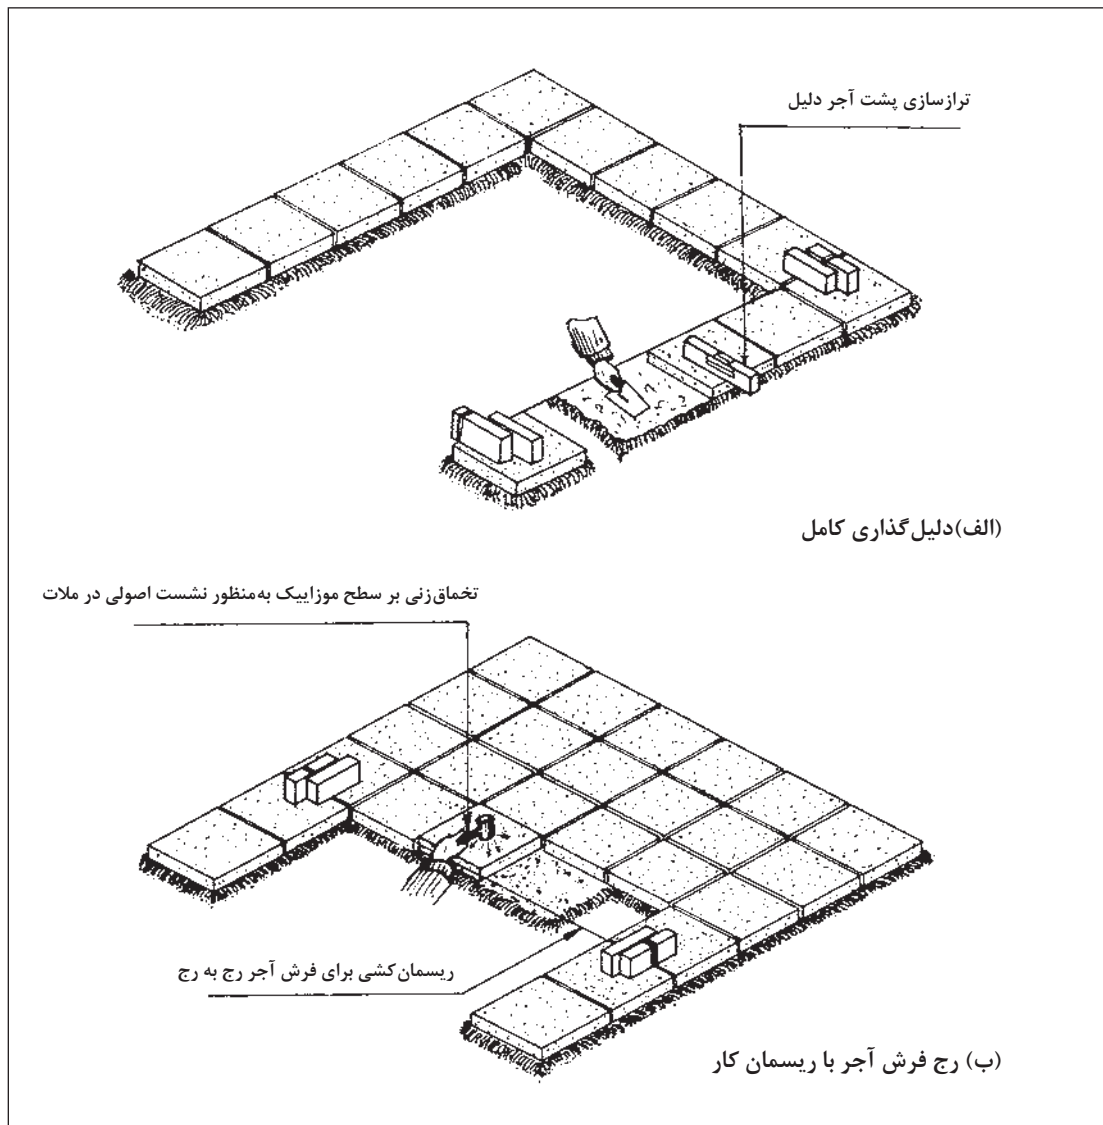 ترازسازی پشت آجر دلیل
(الف)دلیل‌گذاری کامل
تخماق‌زنی بر سطح موزاییک به‌منظور نشست اصولی در ملات
ریسمان‌کشی برای فرش آجر رج به رج
(ب) رج فرش آجر با ریسمان کار